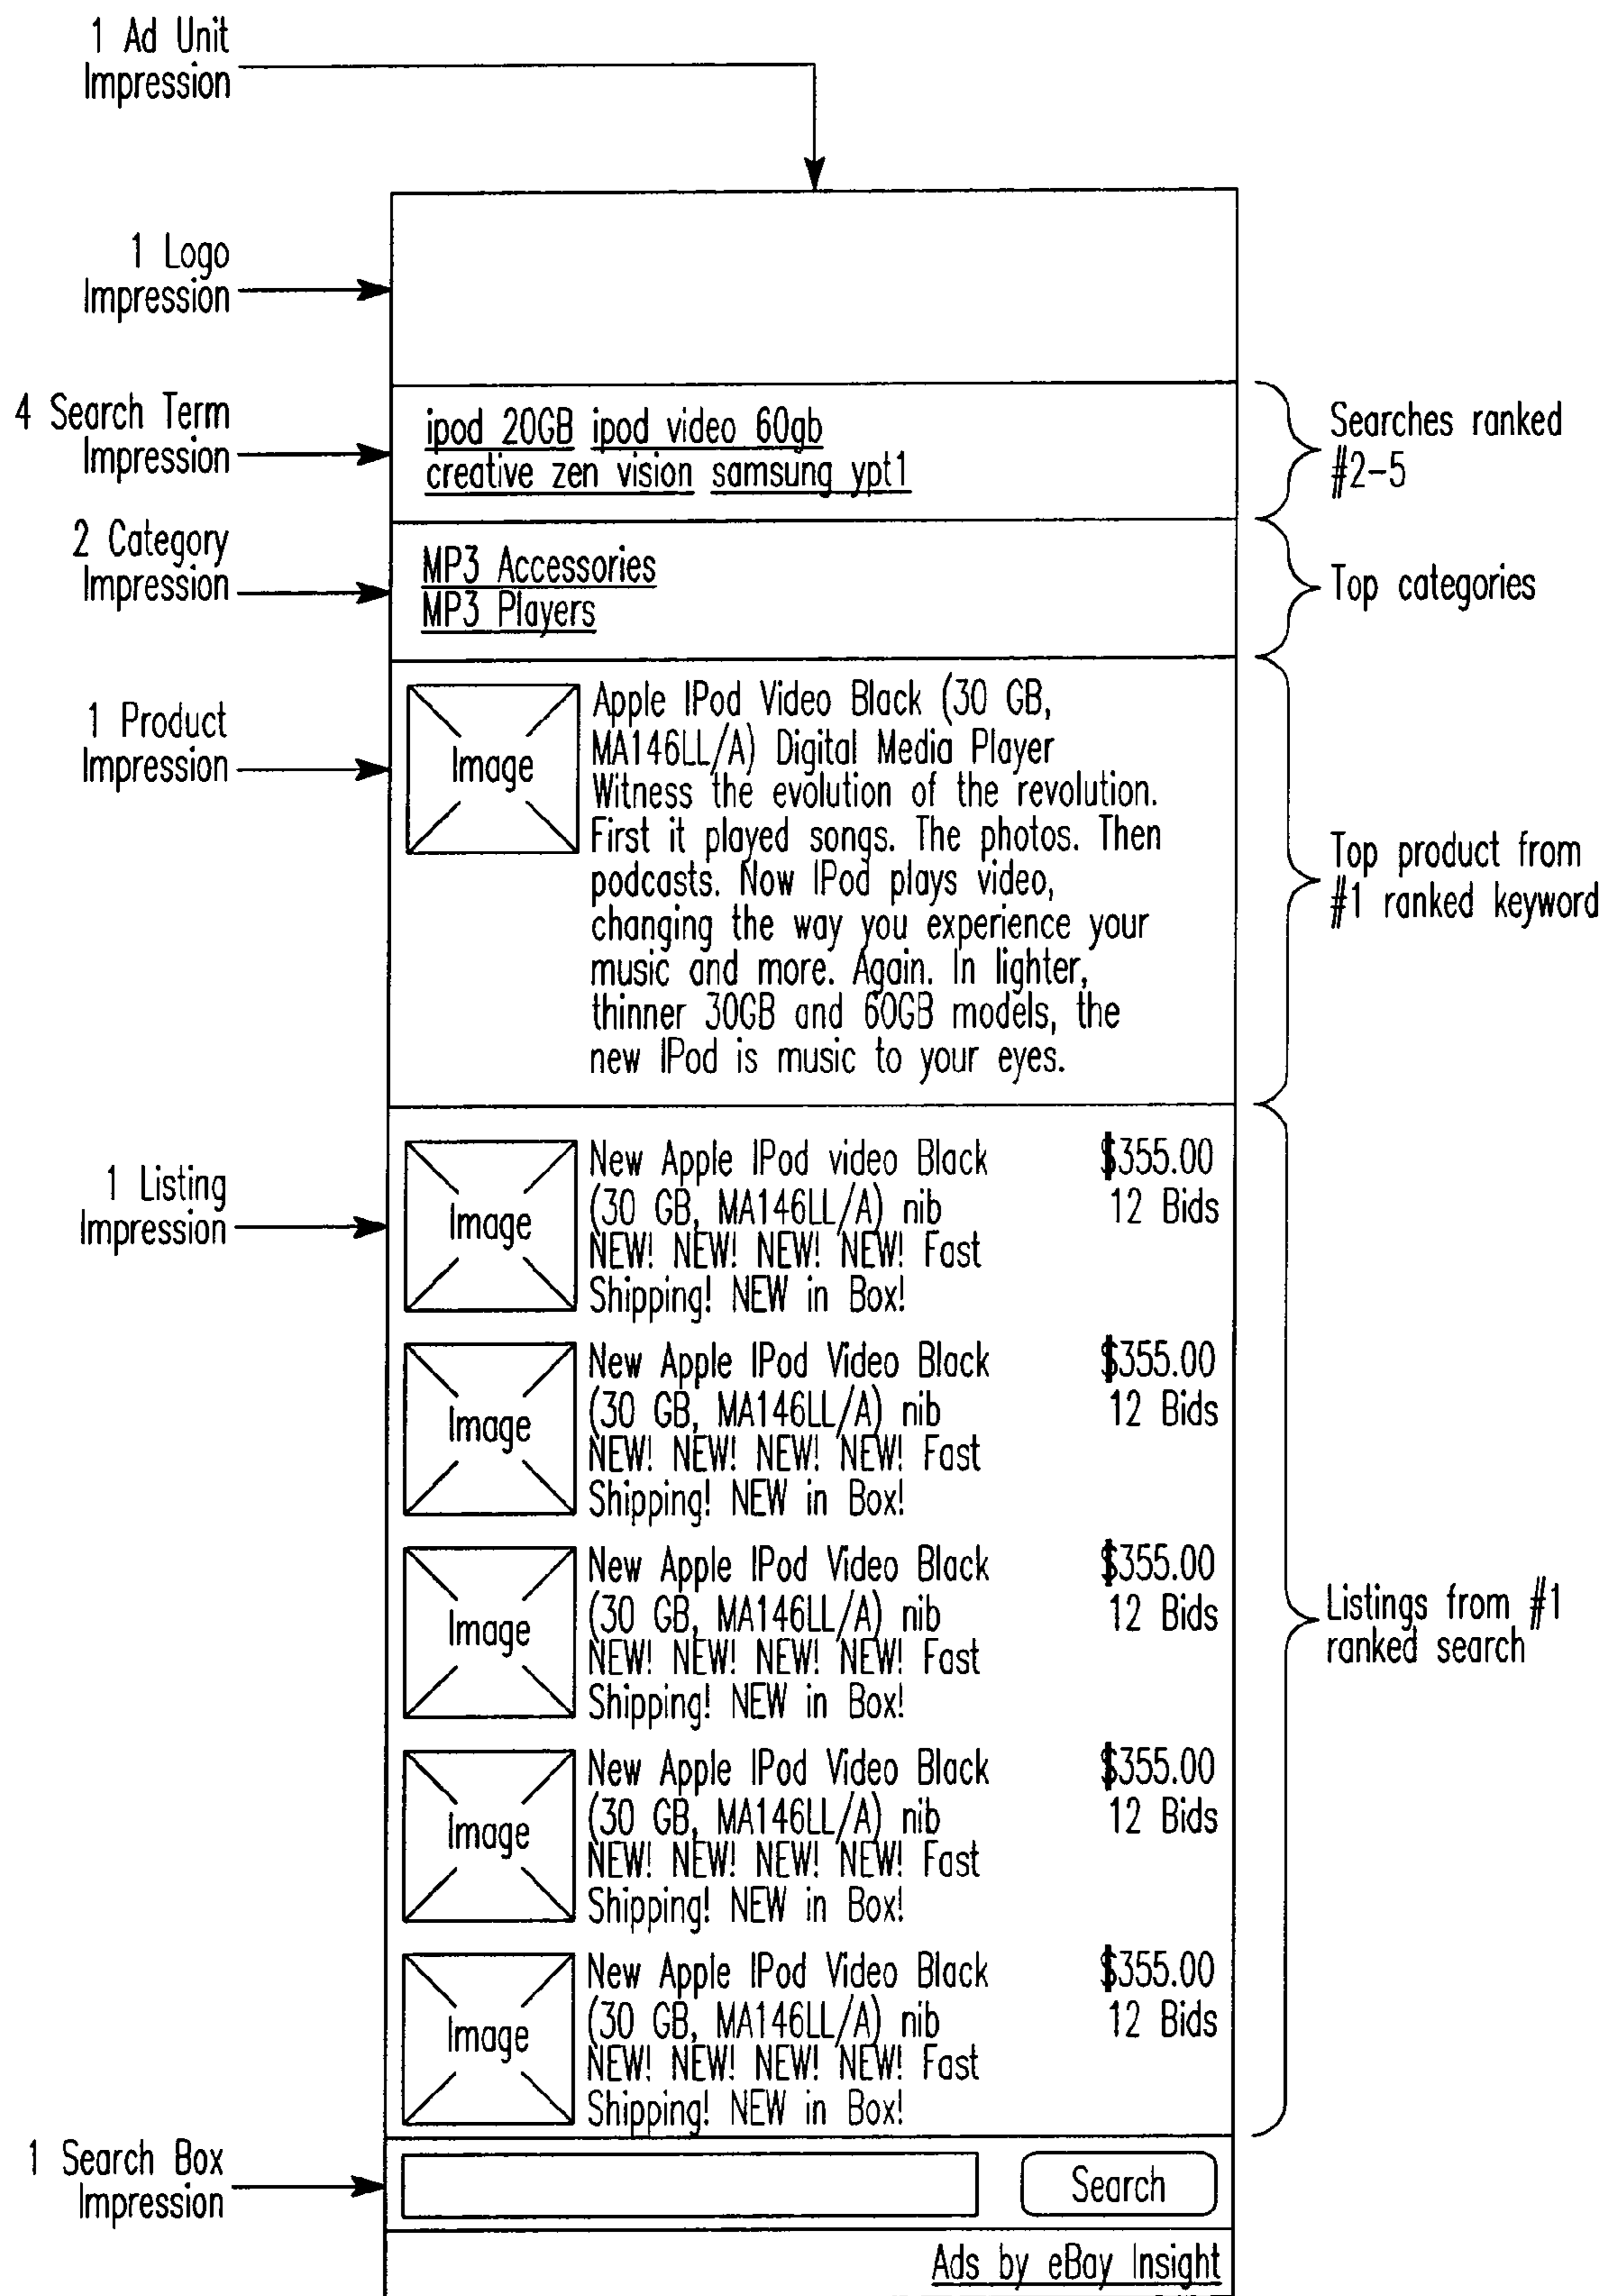 1 Ad Unit
Impression
1 Logo
Impression
4 Search Term
Impression
ipod 20GB ipod video 60gb
creative zen vision samsung ypt1
Searches ranked
#2-5
2 Category
Impression
MP3 Accessories
MP3 Players
Top categories
1 Product
Impression
Image
Apple IPod Video Black (30 GB,
MA146LL/A) Digital Media Player
Witness the evolution of the revolution.
First it played songs. The photos. Then
podcasts. Now IPod plays video,
changing the way you experience your
music and more. Again. In lighter,
thinner 30GB and 60GB models, the
new IPod is music to your eyes.
Top product from
#1 ranked keyword
1 Listing
Impression
Image
New Apple IPod video Black $355.00
(30 GB, MA146LL/A) nib 12 Bids
NEW! NEW! NEW! NEW! Fast
Shipping! NEW in Box!
Image
New Apple IPod Video Black $355.00
(30 GB, MA146LL/A) nib 12 Bids
NEW! NEW! NEW! NEW! Fast
Shipping! NEW in Box!
Image
New Apple IPod Video Black $355.00
(30 GB, MA146LL/A) nib 12 Bids
NEW! NEW! NEW! NEW! Fast
Shipping! NEW in Box!
Image
New Apple IPod Video Black $355.00
(30 GB, MA146LL/A) nib 12 Bids
NEW! NEW! NEW! NEW! Fast
Shipping! NEW in Box!
Image
New Apple IPod Video Black $355.00
(30 GB, MA146LL/A) nib 12 Bids
NEW! NEW! NEW! NEW! Fast
Shipping! NEW in Box!
Listings from #1
ranked search
1 Search Box
Impression
Search
Ads by eBay Insight